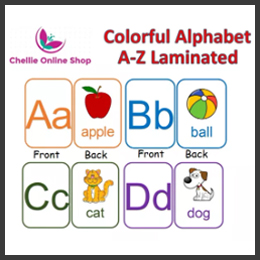 Chellie Online Shop
Colorful Alphabet
A-Z Laminated
Aa
apple
Bb
ball
Front Back Front Back
Cc
cat
Dd
dog